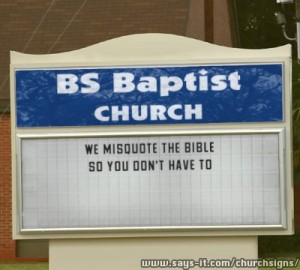 BS Baptist
CHURCH
WE MISQUOTE THE BIBLE
SO YOU DON'T HAVE TO
www.says-it.com/churchsigns/